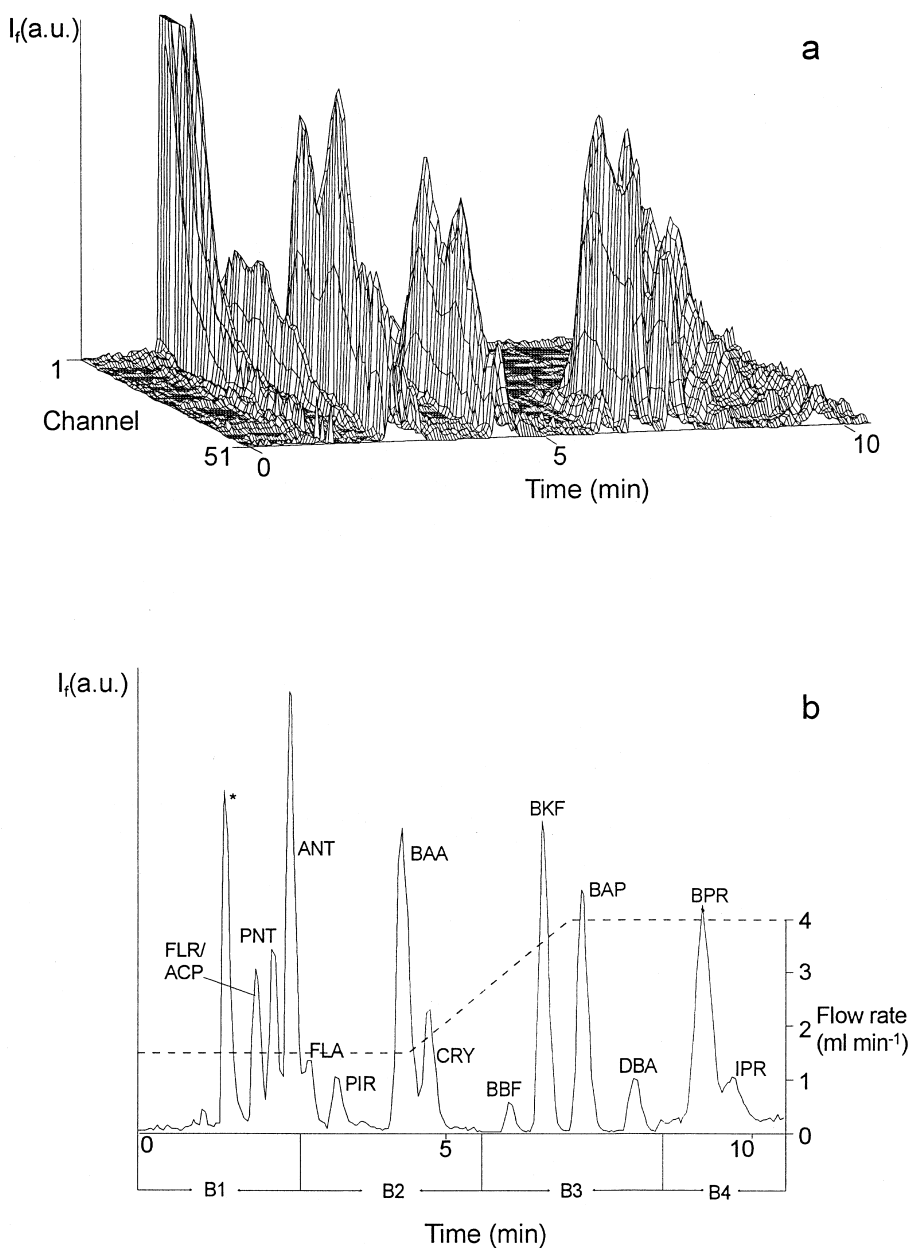 I_f(a.u.)
a
1
Channel
51
0
5
10
Time (min)
I_f(a.u.)
b
*
BKF
ANT
BAA
BAP
BPR
4
PNT
FLR/
ACP
3
2
Flow rate
(ml min⁻¹)
FLA
CRY
PIR
BBF
DBA
IPR
1
0
0
5
10
B1
B2
B3
B4
Time (min)